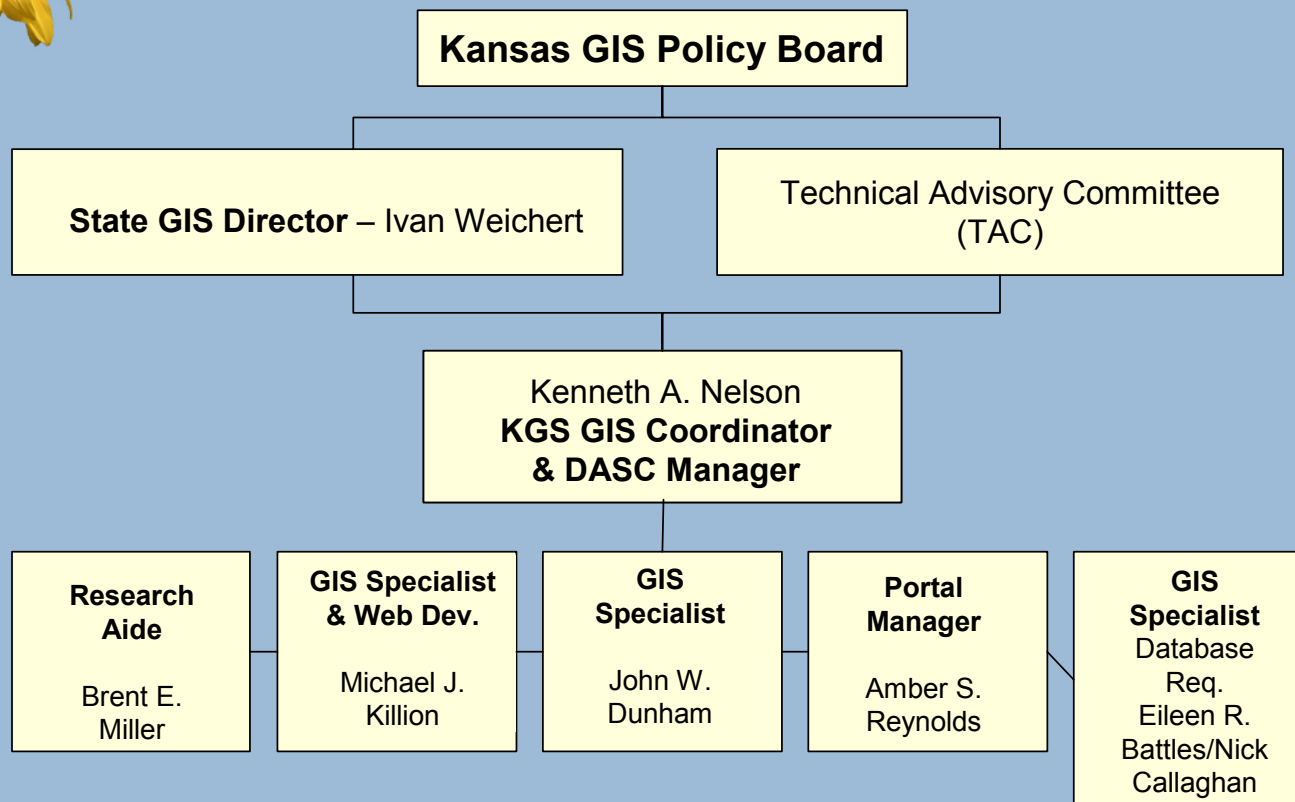 Kansas GIS Policy Board
State GIS Director – Ivan Weichert
Technical Advisory Committee
(TAC)
Kenneth A. Nelson
KGS GIS Coordinator
& DASC Manager
Research
Aide
Brent E.
Miller
GIS Specialist
& Web Dev.
Michael J.
Killion
GIS
Specialist
John W.
Dunham
Portal
Manager
Amber S.
Reynolds
GIS
Specialist
Database
Req.
Eileen R.
Battles/Nick
Callaghan